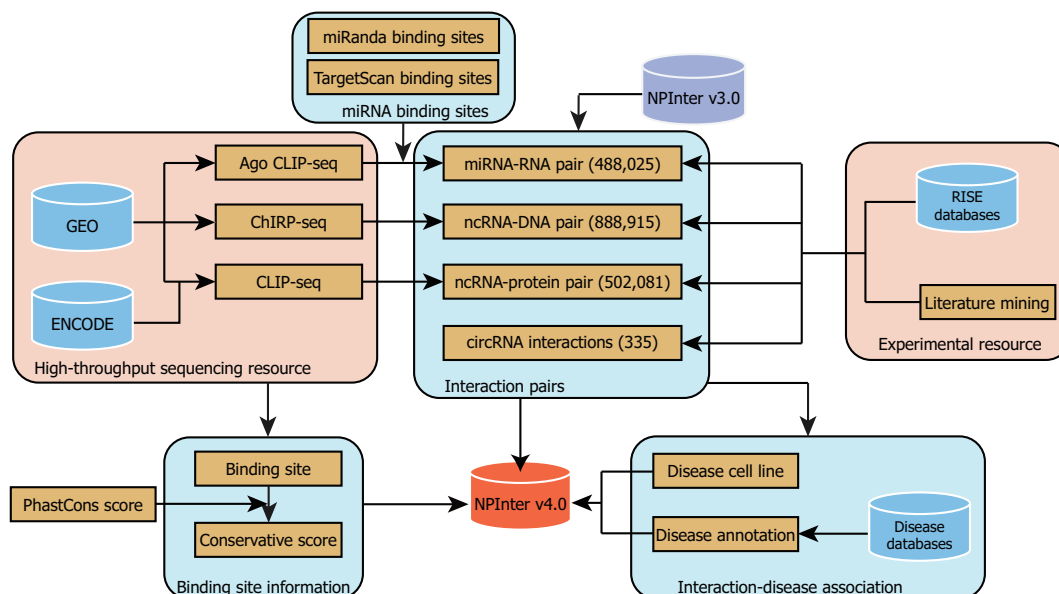 miRanda binding sites
TargetScan binding sites
miRNA binding sites
NPInter v3.0
Ago CLIP-seq
ChIRP-seq
CLIP-seq
GEO
ENCODE
High-throughput sequencing resource
miRNA-RNA pair (488,025)
ncRNA-DNA pair (888,915)
ncRNA-protein pair (502,081)
circRNA interactions (335)
Interaction pairs
RISE
databases
Literature mining
Experimental resource
PhastCons score
Binding site
Conservative score
Binding site information
NPInter v4.0
Disease cell line
Disease annotation
Disease
databases
Interaction-disease association